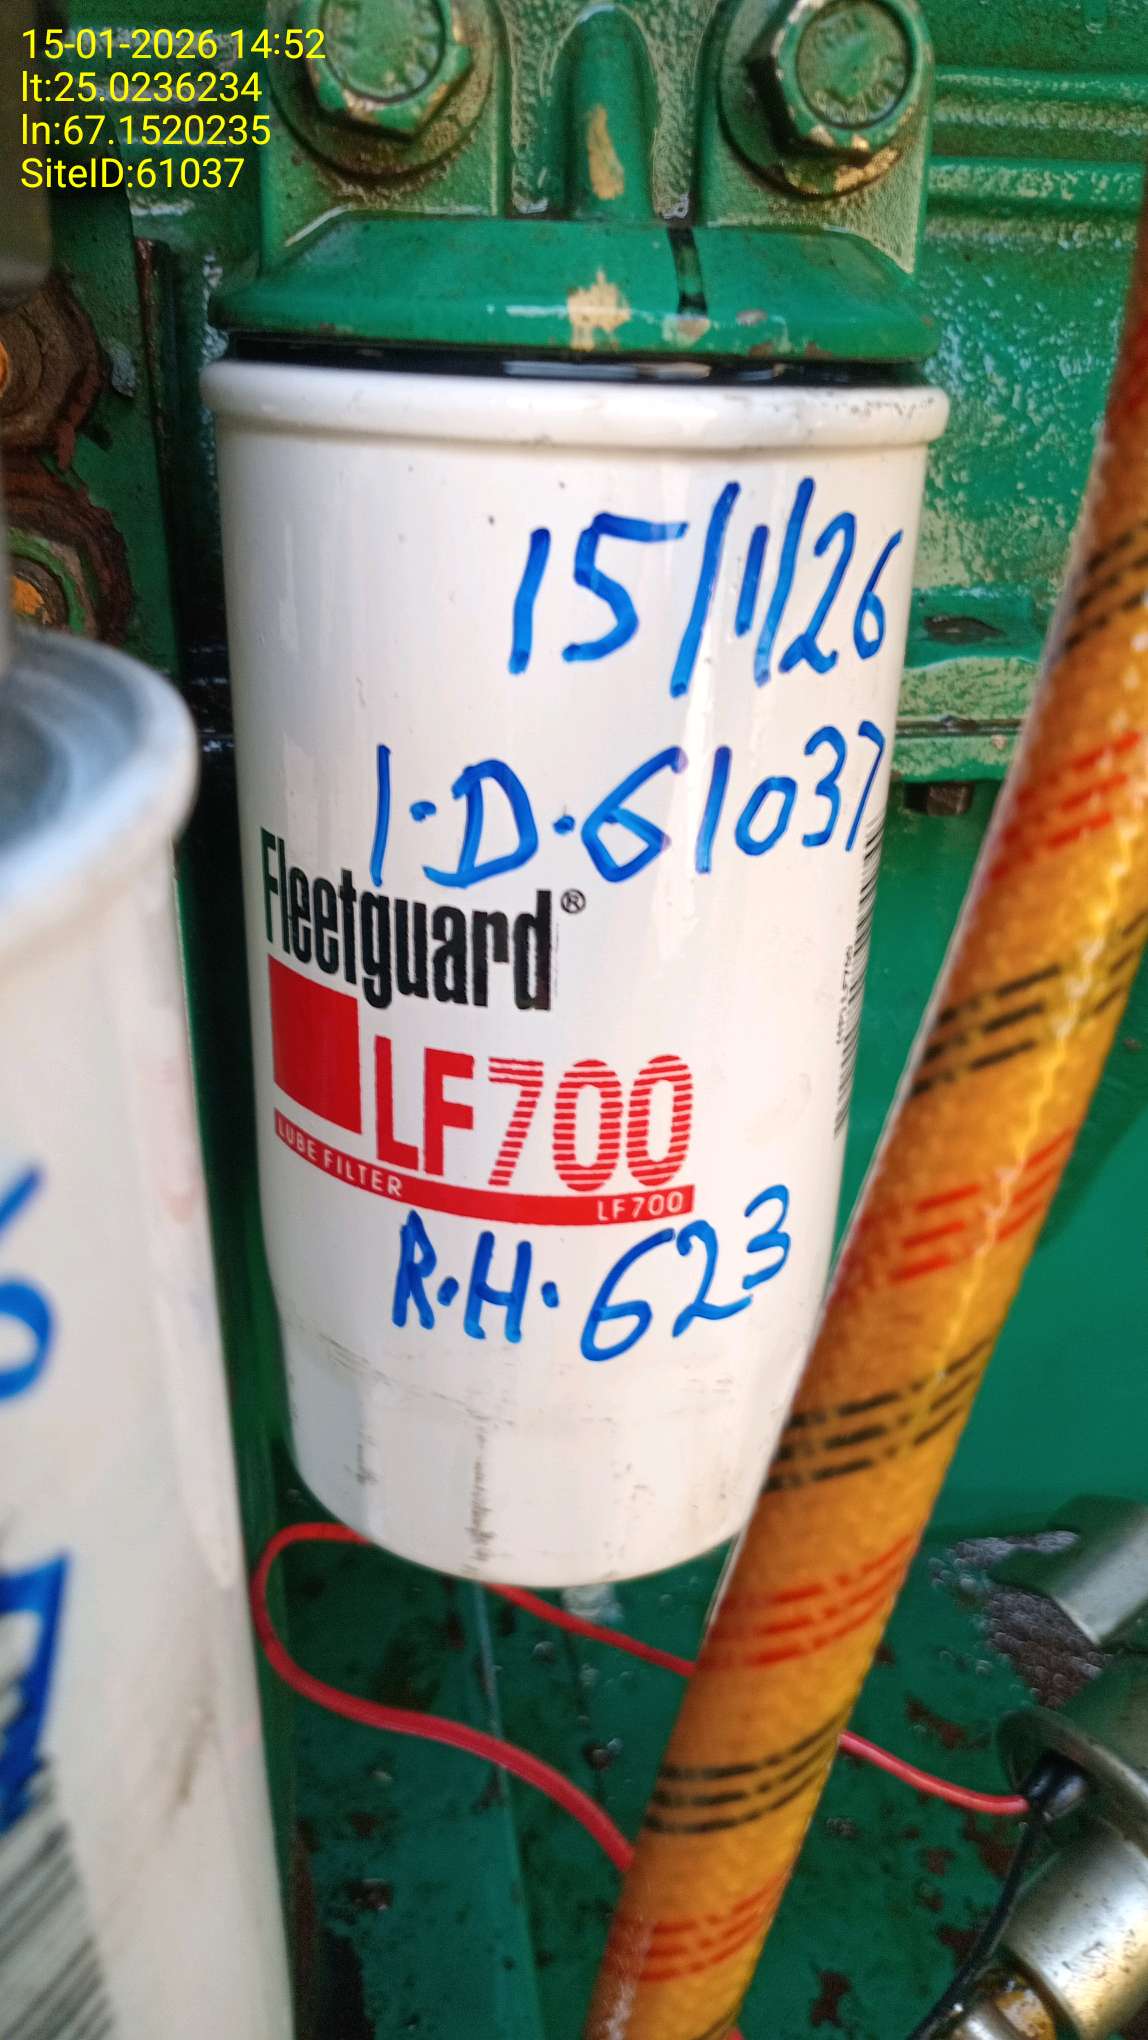 15-01-2026 14:52
lt:25.0236234
ln:67.1520235
SiteID:61037
15/1/26
I.D.61037
Fleetguard®
LF700
LUBE FILTER LF700
R.H. 623